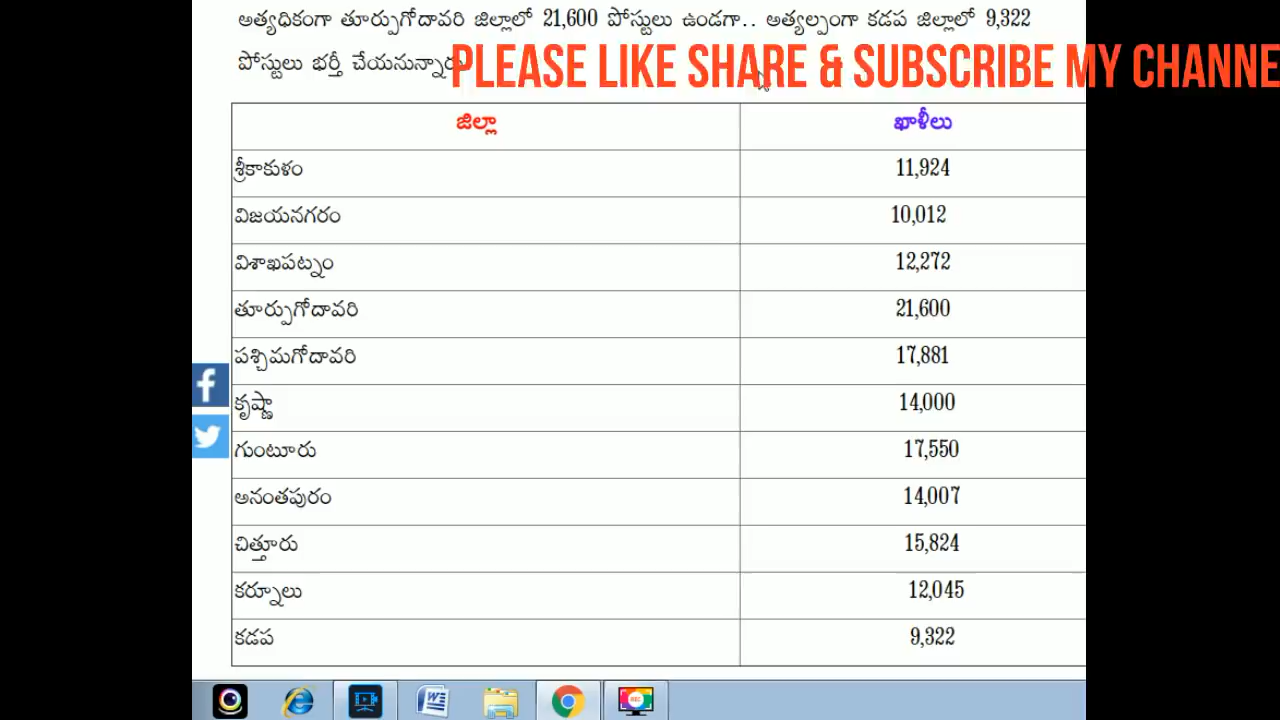 అత్యధికంగా తూర్పుగోదావరి జిల్లాలో 21,600 పోస్టులు ఉండగా.. అత్యల్పంగా కడప జిల్లాలో 9,322
పోస్టులు భర్తీ చేయనున్నారు
PLEASE LIKE SHARE & SUBSCRIBE MY CHANNE
జిల్లా ఖాళీలు
శ్రీకాకుళం 11,924
విజయనగరం 10,012
విశాఖపట్నం 12,272
తూర్పుగోదావరి 21,600
పశ్చిమగోదావరి 17,881
కృష్ణా 14,000
గుంటూరు 17,550
అనంతపురం 14,007
చిత్తూరు 15,824
కర్నూలు 12,045
కడప 9,322